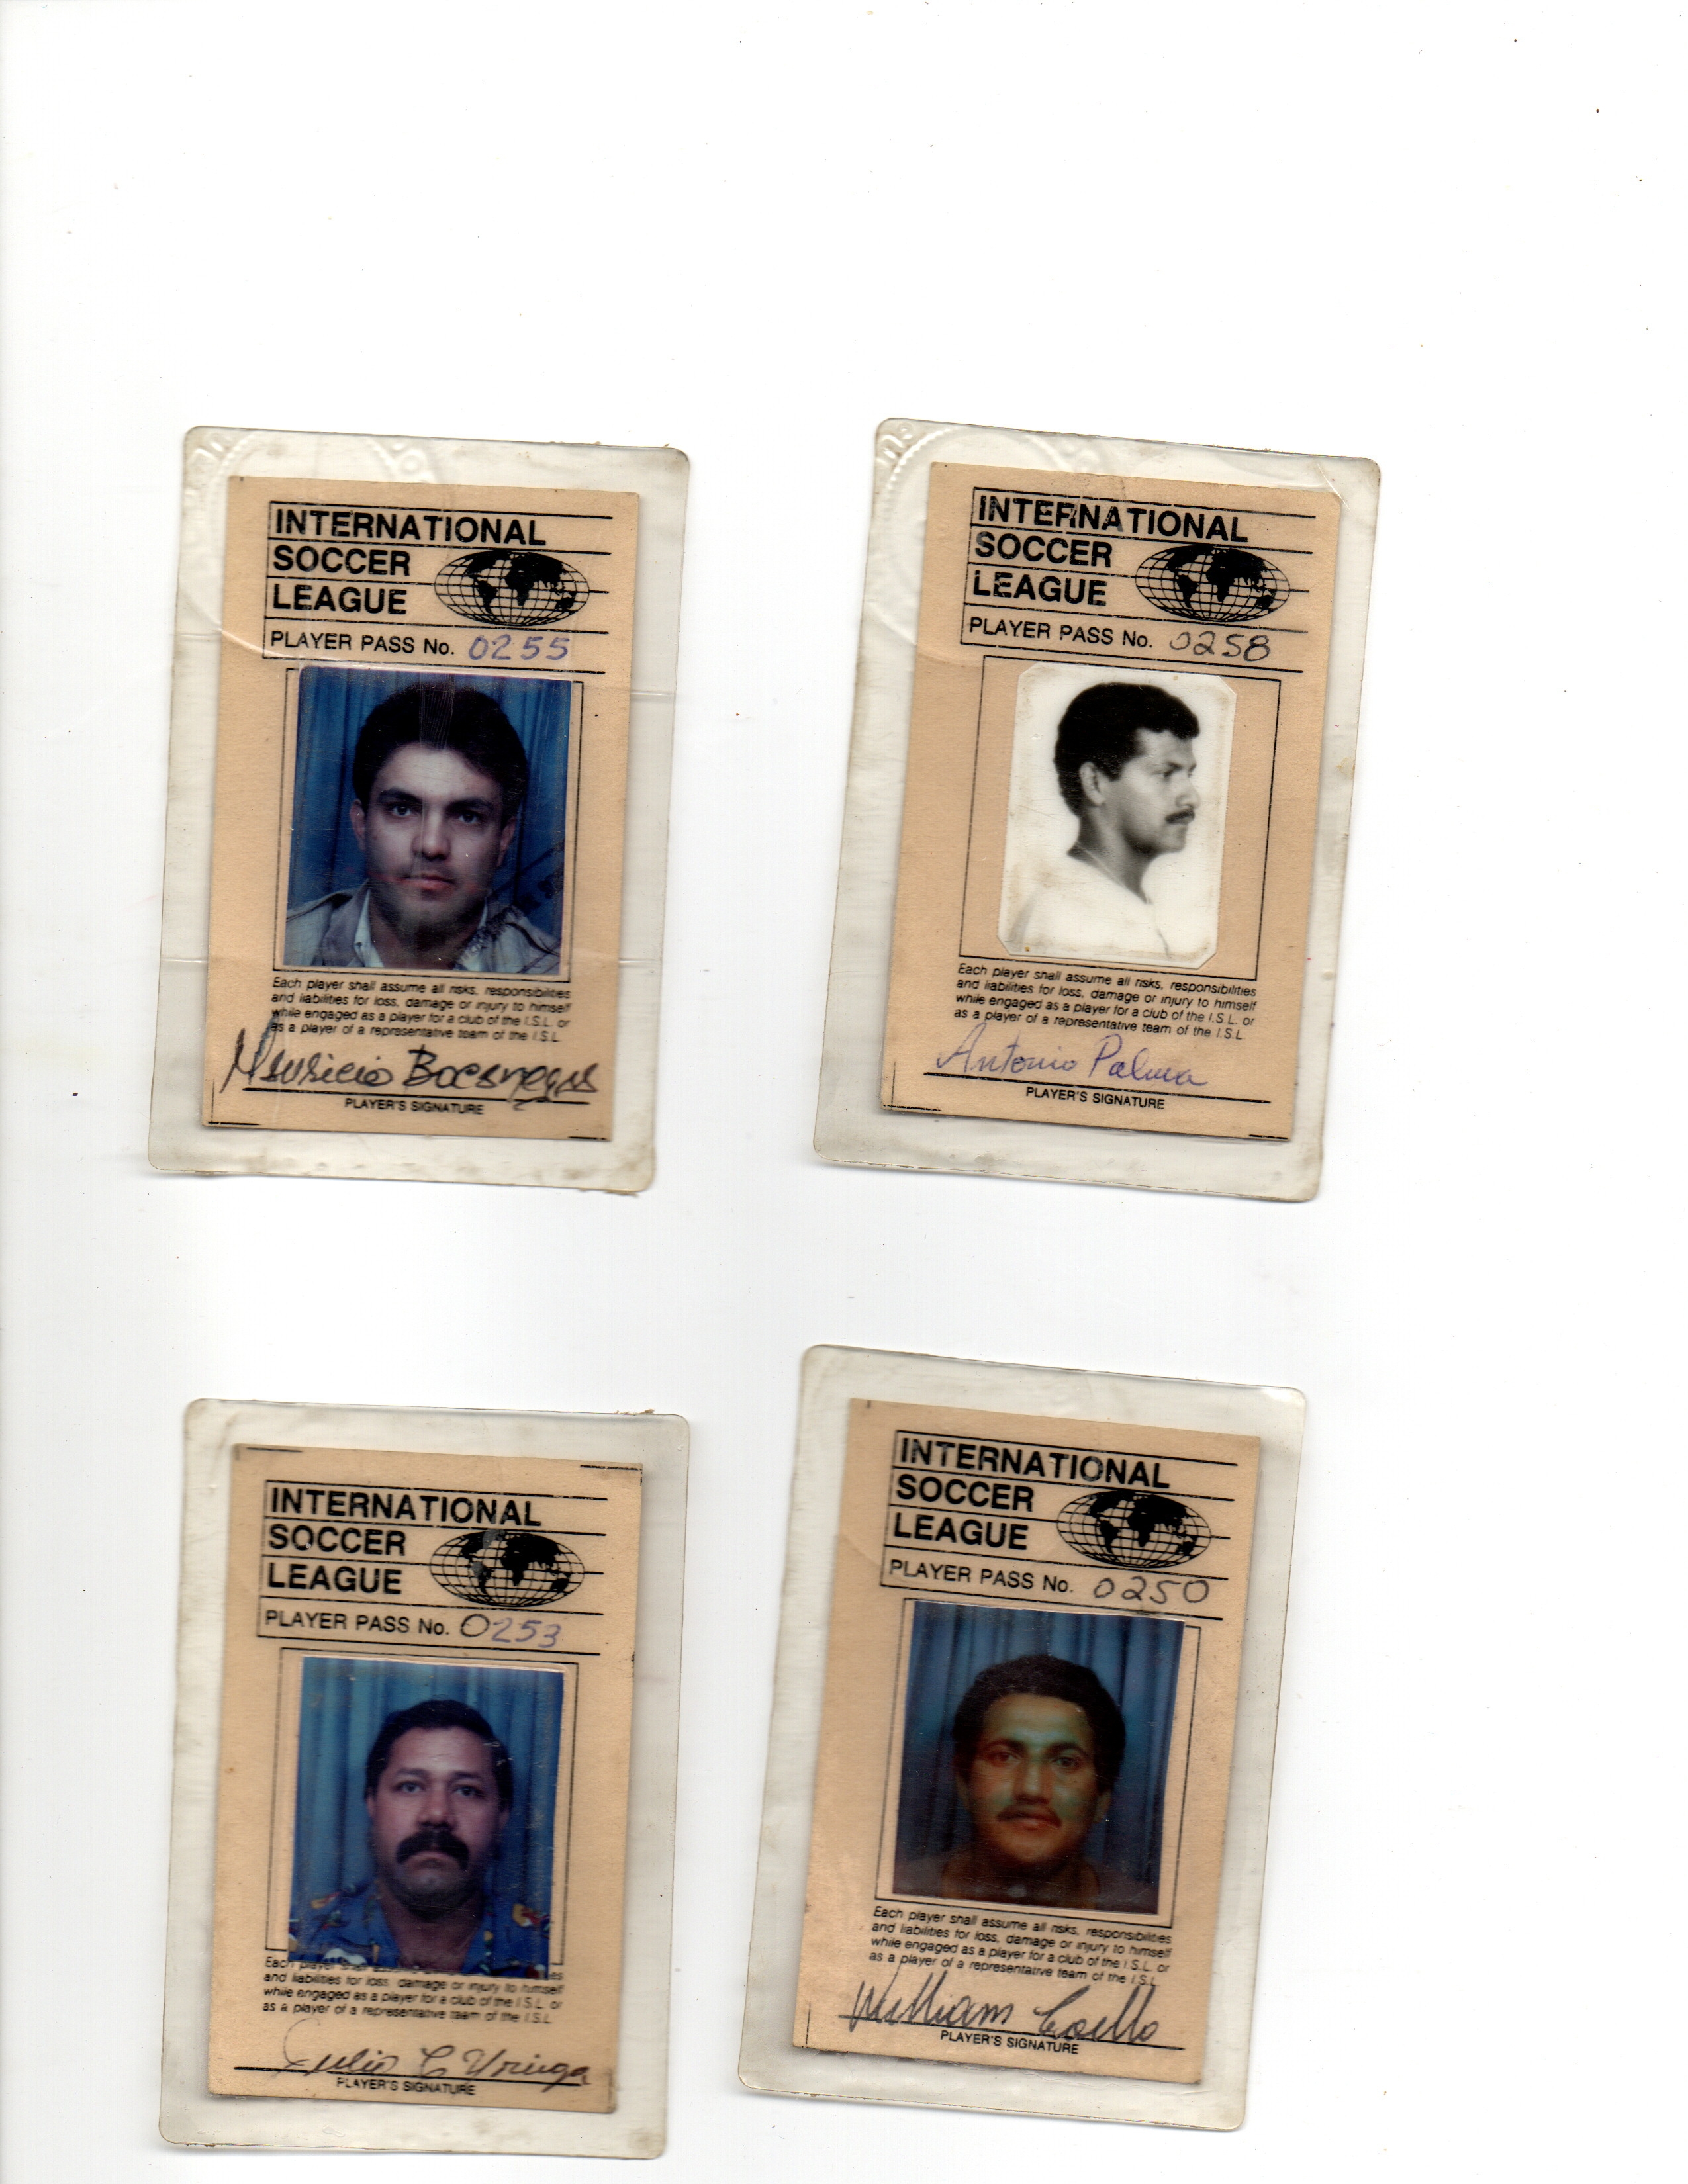 INTERNATIONAL
SOCCER
LEAGUE
PLAYER PASS No. 0255
Each player shall assume all risks, responsibilities
and liabilities for loss, damage or injury to himself
while engaged as a player for a club of the I.S.L. or
as a player of a representative team of the I.S.L.
Mauricio
PLAYER'S SIGNATURE
INTERNATIONAL
SOCCER
LEAGUE
PLAYER PASS No. 0258
Each player shall assume all risks, responsibilities
and liabilities for loss, damage or injury to himself
while engaged as a player for a club of the I.S.L. or
as a player of a representative team of the I.S.L.
Antonio Palma
PLAYER'S SIGNATURE
INTERNATIONAL
SOCCER
LEAGUE
PLAYER PASS No. 0253
Each player shall
and liabilities for loss, damage or injury to himself
while engaged as a player for a club of the I.S.L. or
as a player of a representative team of the I.S.L.
Julio C
PLAYER'S SIGNATURE
INTERNATIONAL
SOCCER
LEAGUE
PLAYER PASS No. 0250
Each player shall assume all risks, responsibilities
and liabilities for loss, damage or injury to himself
while engaged as a player for a club of the I.S.L. or
as a player of a representative team of the I.S.L.
William Coello
PLAYER'S SIGNATURE